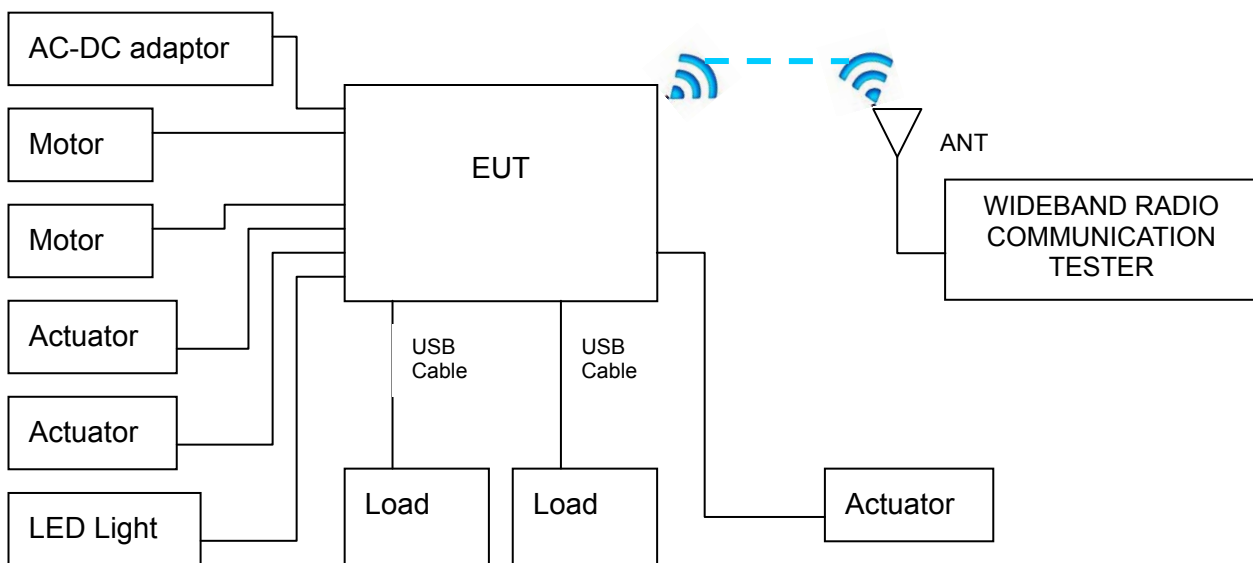 AC-DC adaptor
Motor
Motor
Actuator
Actuator
LED Light
EUT
USB
Cable
USB
Cable
Load
Load
ANT
WIDEBAND RADIO
COMMUNICATION
TESTER
Actuator